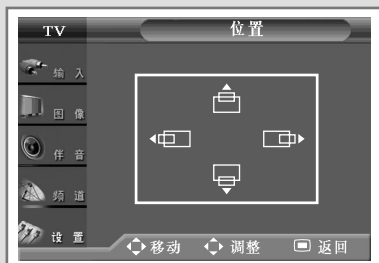 TV 位置
输 入
图 像
伴 音
频 道
设 置
移动 调整 返回